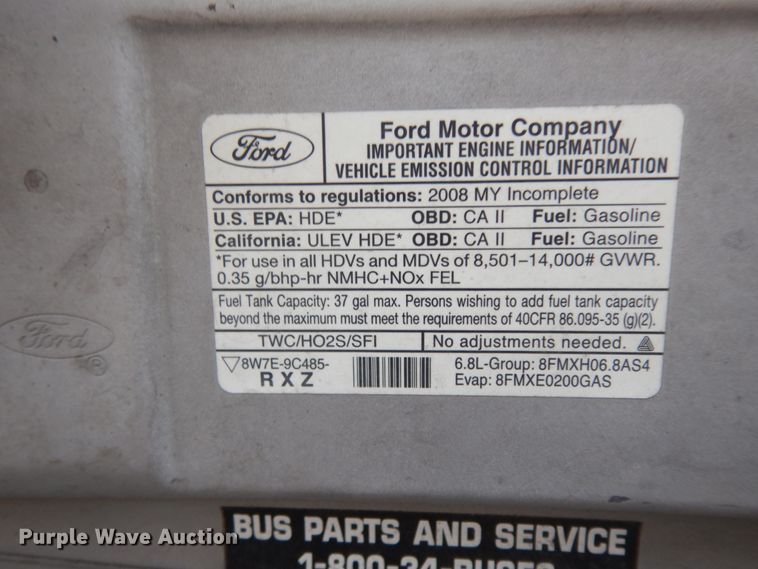 Ford
Ford Motor Company
IMPORTANT ENGINE INFORMATION/
VEHICLE EMISSION CONTROL INFORMATION
Conforms to regulations: 2008 MY Incomplete
U.S. EPA: HDE* OBD: CA II Fuel: Gasoline
California: ULEV HDE* OBD: CA II Fuel: Gasoline
*For use in all HDVs and MDVs of 8,501–14,000# GVWR.
0.35 g/bhp-hr NMHC+NOx FEL
Fuel Tank Capacity: 37 gal max. Persons wishing to add fuel tank capacity
beyond the maximum must meet the requirements of 40CFR 86.095-35 (g)(2).
TWC/HO2S/SFI No adjustments needed.
8W7E-9C485-
R X Z
6.8L-Group: 8FMXH06.8AS4
Evap: 8FMXE0200GAS
Ford
BUS PARTS AND SERVICE
1-800-34-BUSES
Purple Wave Auction